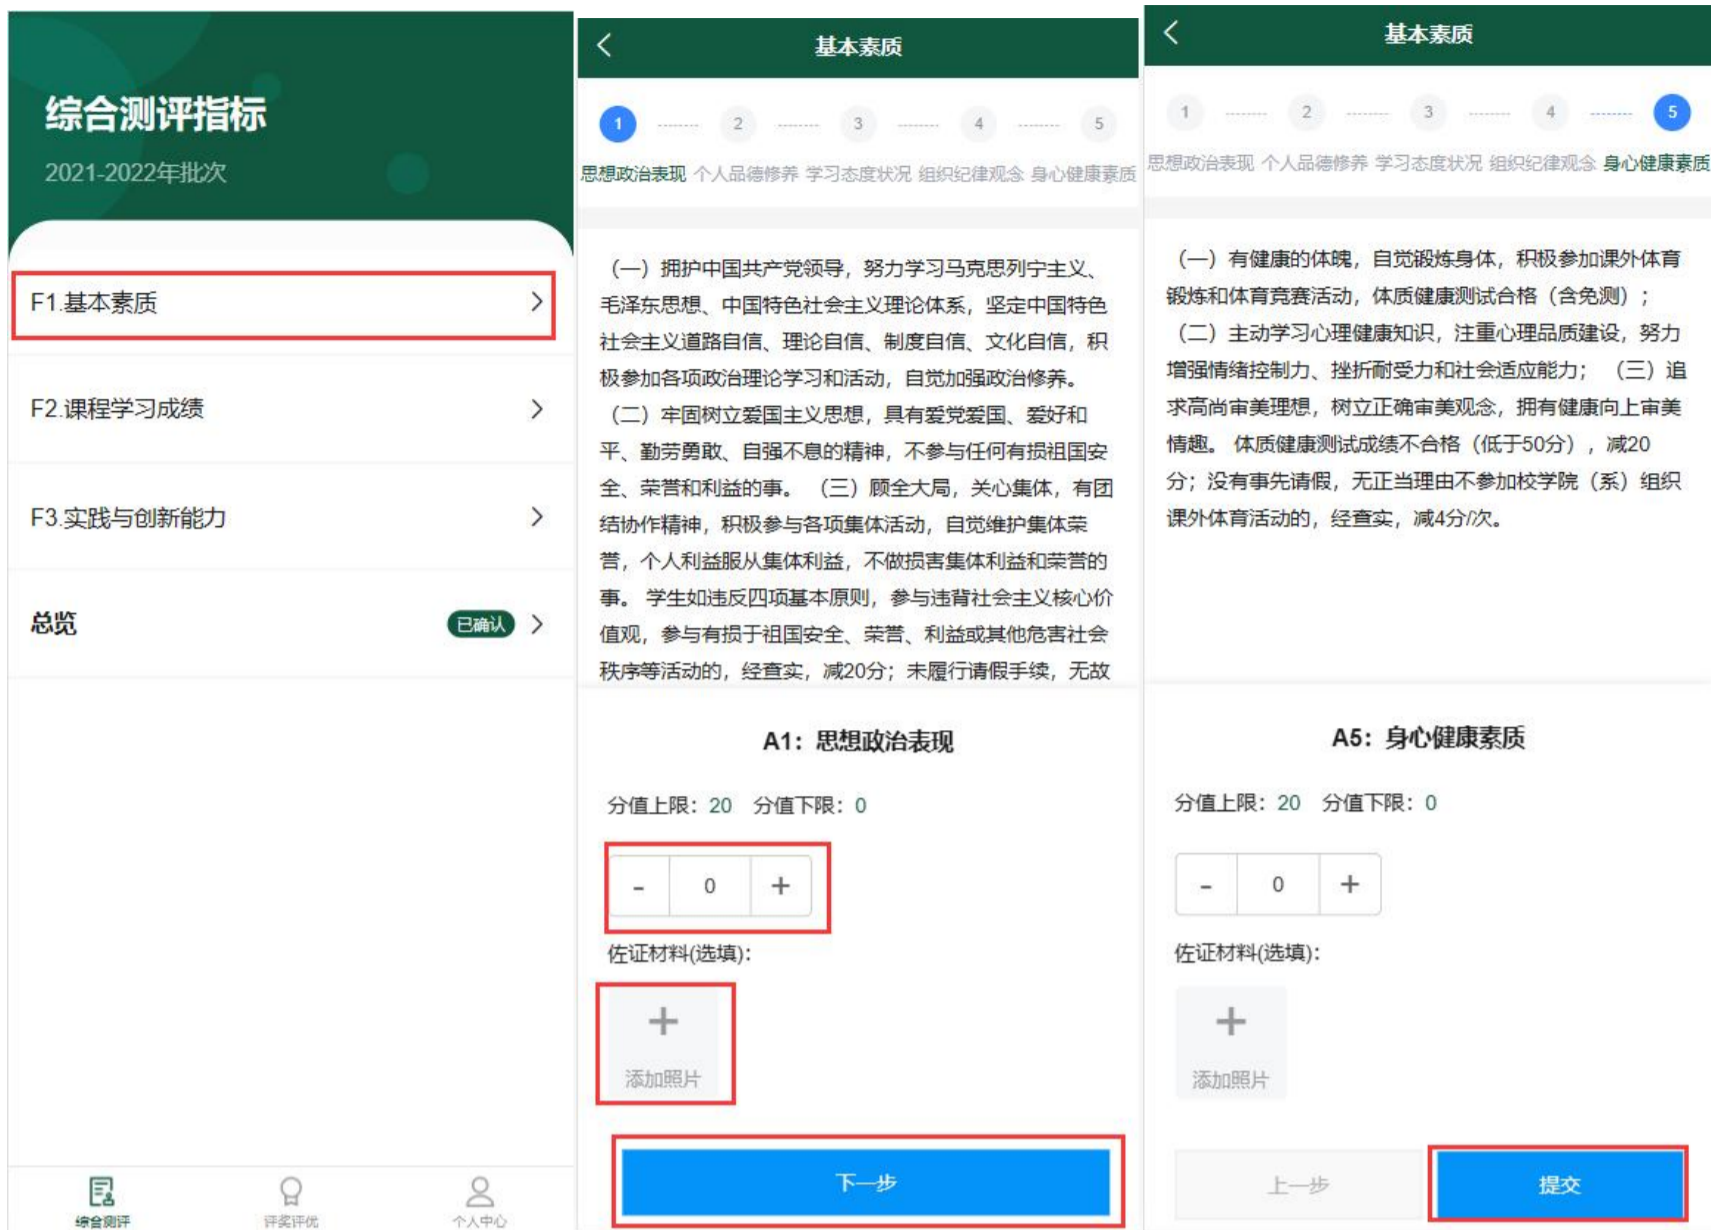 综合测评指标
2021-2022年批次
F1.基本素质
F2.课程学习成绩
F3.实践与创新能力
总览
已确认
综合测评
评奖评优
个人中心
基本素质
1 2 3 4 5
思想政治表现 个人品德修养 学习态度状况 组织纪律观念 身心健康素质
（一）拥护中国共产党领导，努力学习马克思列宁主义、
毛泽东思想、中国特色社会主义理论体系，坚定中国特色
社会主义道路自信、理论自信、制度自信、文化自信，积
极参加各项政治理论学习和活动，自觉加强政治修养。
（二）牢固树立爱国主义思想，具有爱党爱国、爱好和
平、勤劳勇敢、自强不息的精神，不参与任何有损祖国安
全、荣誉和利益的事。 （三）顾全大局，关心集体，有团
结协作精神，积极参与各项集体活动，自觉维护集体荣
誉，个人利益服从集体利益，不做损害集体利益和荣誉的
事。 学生如违反四项基本原则，参与违背社会主义核心价
值观，参与有损于祖国安全、荣誉、利益或其他危害社会
秩序等活动的，经查实，减20分；未履行请假手续，无故
A1：思想政治表现
分值上限：20 分值下限：0
- 0 +
佐证材料(选填)：
+
添加照片
下一步
基本素质
1 2 3 4 5
思想政治表现 个人品德修养 学习态度状况 组织纪律观念 身心健康素质
（一）有健康的体魄，自觉锻炼身体，积极参加课外体育
锻炼和体育竞赛活动，体质健康测试合格（含免测）；
（二）主动学习心理健康知识，注重心理品质建设，努力
增强情绪控制力、挫折耐受力和社会适应能力； （三）追
求高尚审美理想，树立正确审美观念，拥有健康向上审美
情趣。 体质健康测试成绩不合格（低于50分），减20
分；没有事先请假，无正当理由不参加校学院（系）组织
课外体育活动的，经查实，减4分/次。
A5：身心健康素质
分值上限：20 分值下限：0
- 0 +
佐证材料(选填)：
+
添加照片
上一步
提交